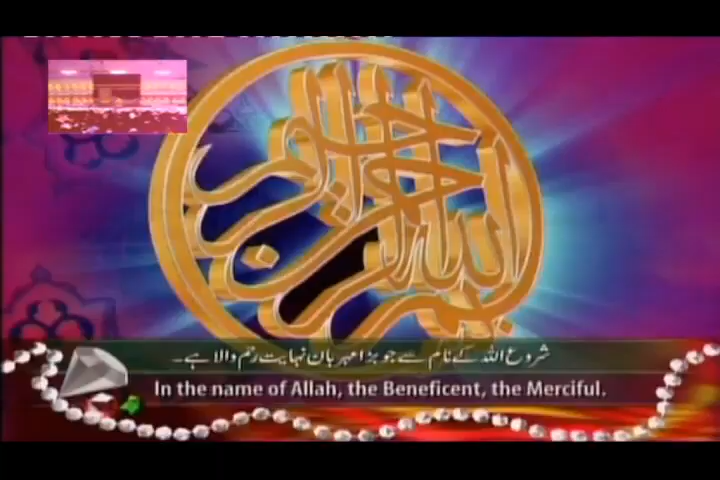 بسم الله الرحمن الرحيم
شروع اللہ کے نام سے جو بڑا مہربان نہایت رحم والا ہے۔
In the name of Allah, the Beneficent, the Merciful.